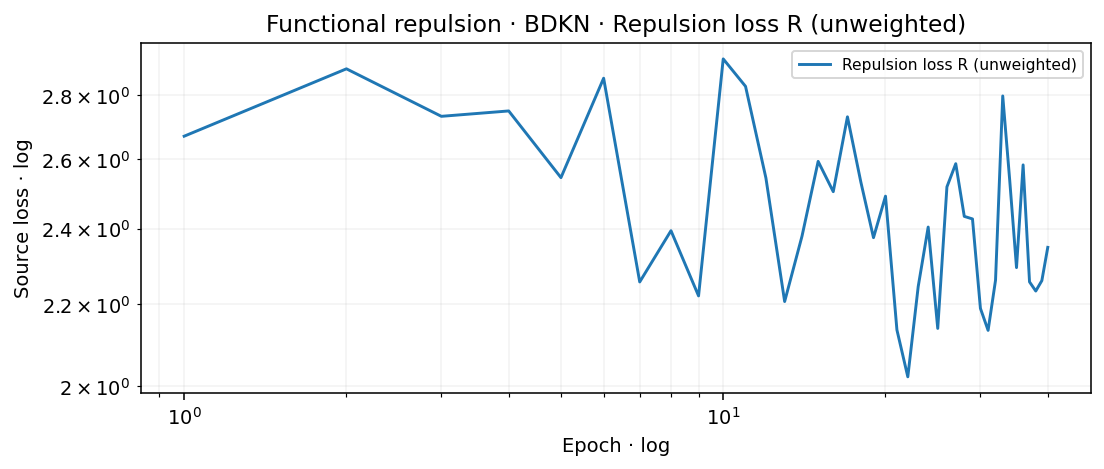 Functional repulsion · BDKN · Repulsion loss R (unweighted)
Repulsion loss R (unweighted)
Source loss · log
2.8 × 10⁰
2.6 × 10⁰
2.4 × 10⁰
2.2 × 10⁰
2 × 10⁰
10⁰ 10¹
Epoch · log